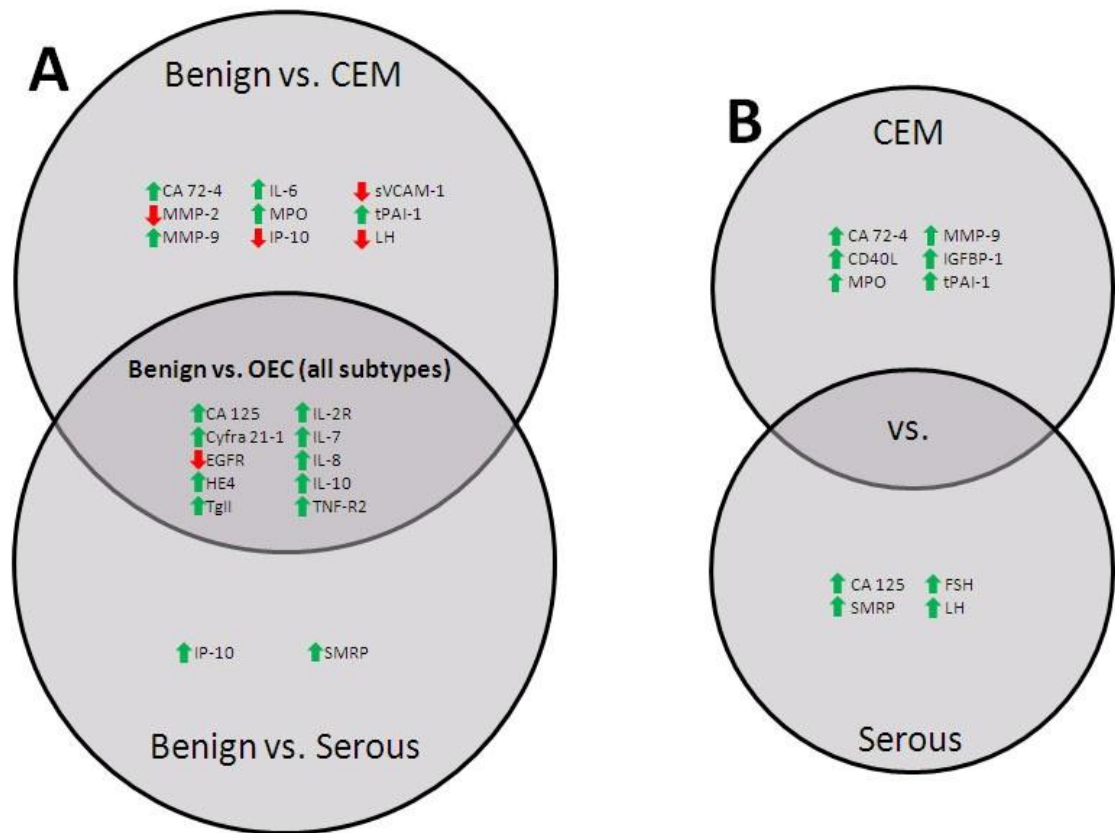 A
Benign vs. CEM
CA 72-4 IL-6 sVCAM-1
MMP-2 MPO tPAI-1
MMP-9 IP-10 LH
Benign vs. OEC (all subtypes)
CA 125 IL-2R
Cyfra 21-1 IL-7
EGFR IL-8
HE4 IL-10
TgII TNF-R2
IP-10 SMRP
Benign vs. Serous
B
CEM
CA 72-4 MMP-9
CD40L IGFBP-1
MPO tPAI-1
vs.
CA 125 FSH
SMRP LH
Serous